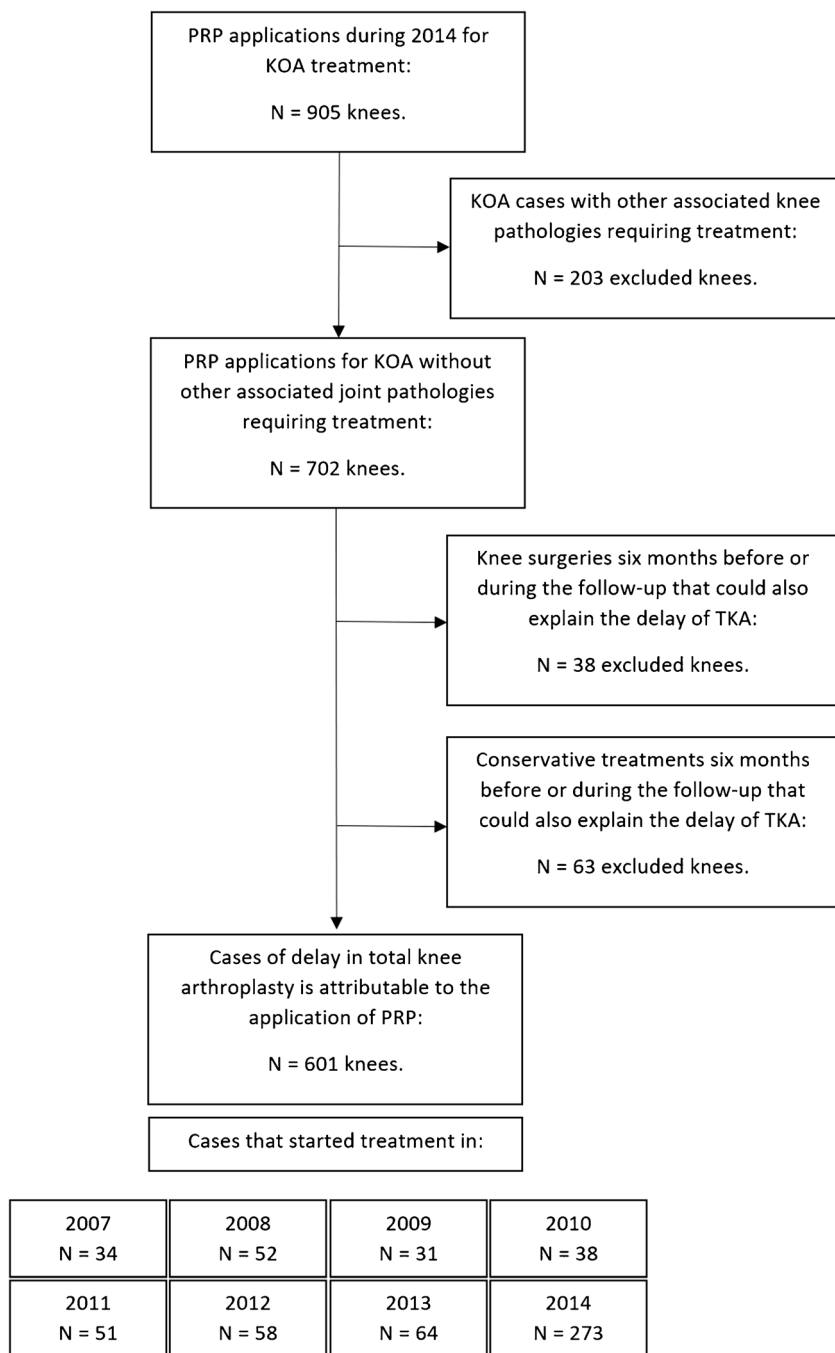 PRP applications during 2014 for
KOA treatment:
N = 905 knees.
KOA cases with other associated knee
pathologies requiring treatment:
N = 203 excluded knees.
PRP applications for KOA without
other associated joint pathologies
requiring treatment:
N = 702 knees.
Knee surgeries six months before or
during the follow-up that could also
explain the delay of TKA:
N = 38 excluded knees.
Conservative treatments six months
before or during the follow-up that
could also explain the delay of TKA:
N = 63 excluded knees.
Cases of delay in total knee
arthroplasty is attributable to the
application of PRP:
N = 601 knees.
Cases that started treatment in:
2007
N = 34
2008
N = 52
2009
N = 31
2010
N = 38
2011
N = 51
2012
N = 58
2013
N = 64
2014
N = 273